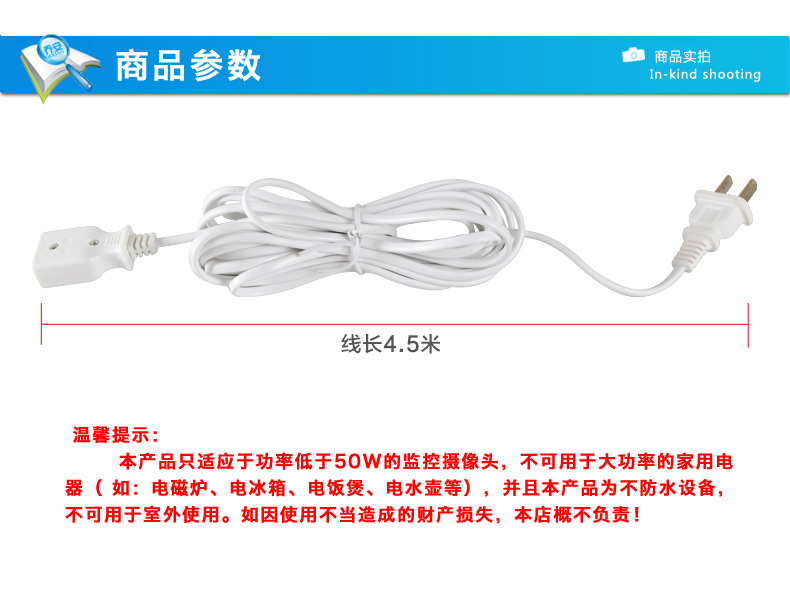 乔安
商品参数
商品实拍
In-kind shooting
线长4.5米
温馨提示：
本产品只适应于功率低于50W的监控摄像头，不可用于大功率的家用电
器（ 如：电磁炉、电冰箱、电饭煲、电水壶等），并且本产品为不防水设备，
不可用于室外使用。如因使用不当造成的财产损失，本店概不负责！